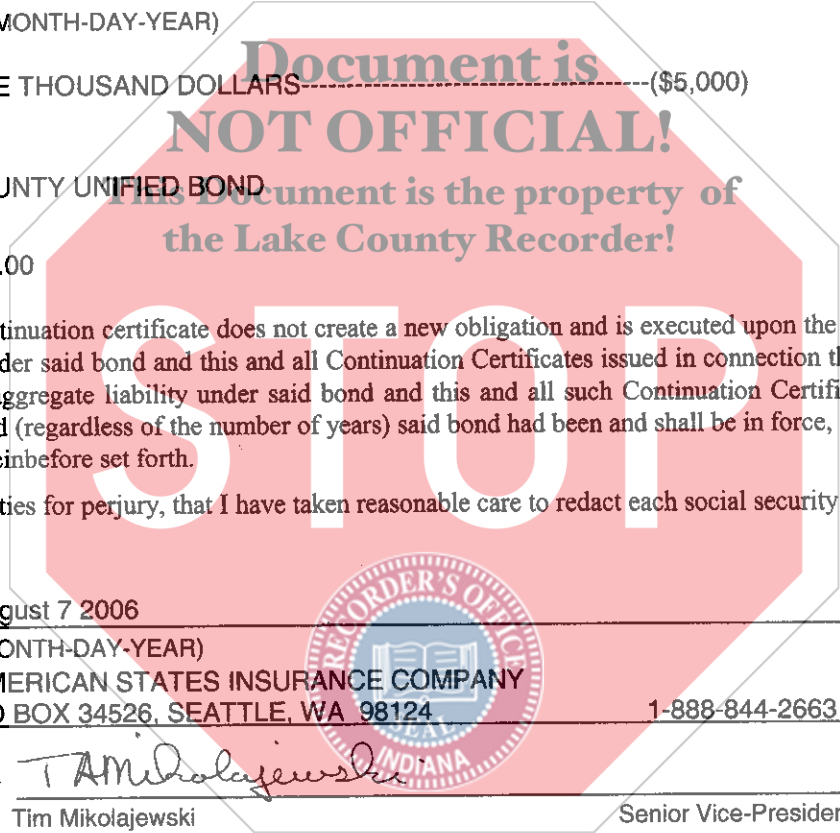 MONTH-DAY-YEAR)
Document is
E THOUSAND DOLLARS-----------------------------------($5,000)
NOT OFFICIAL!
UNTY UNIFIED BOND
This Document is the property of
the Lake County Recorder!
.00
STOP
tinuation certificate does not create a new obligation and is executed upon the
der said bond and this and all Continuation Certificates issued in connection th
ggregate liability under said bond and this and all such Continuation Certifi
d (regardless of the number of years) said bond had been and shall be in force,
einbefore set forth.
ties for perjury, that I have taken reasonable care to redact each social security
gust 7 2006
ONTH-DAY-YEAR)
MERICAN STATES INSURANCE COMPANY
O BOX 34526, SEATTLE, WA 98124 1-888-844-2663
RECORDER'S OFFICE
SEAL
INDIANA
TAMikolajewski
Tim Mikolajewski Senior Vice-Presiden